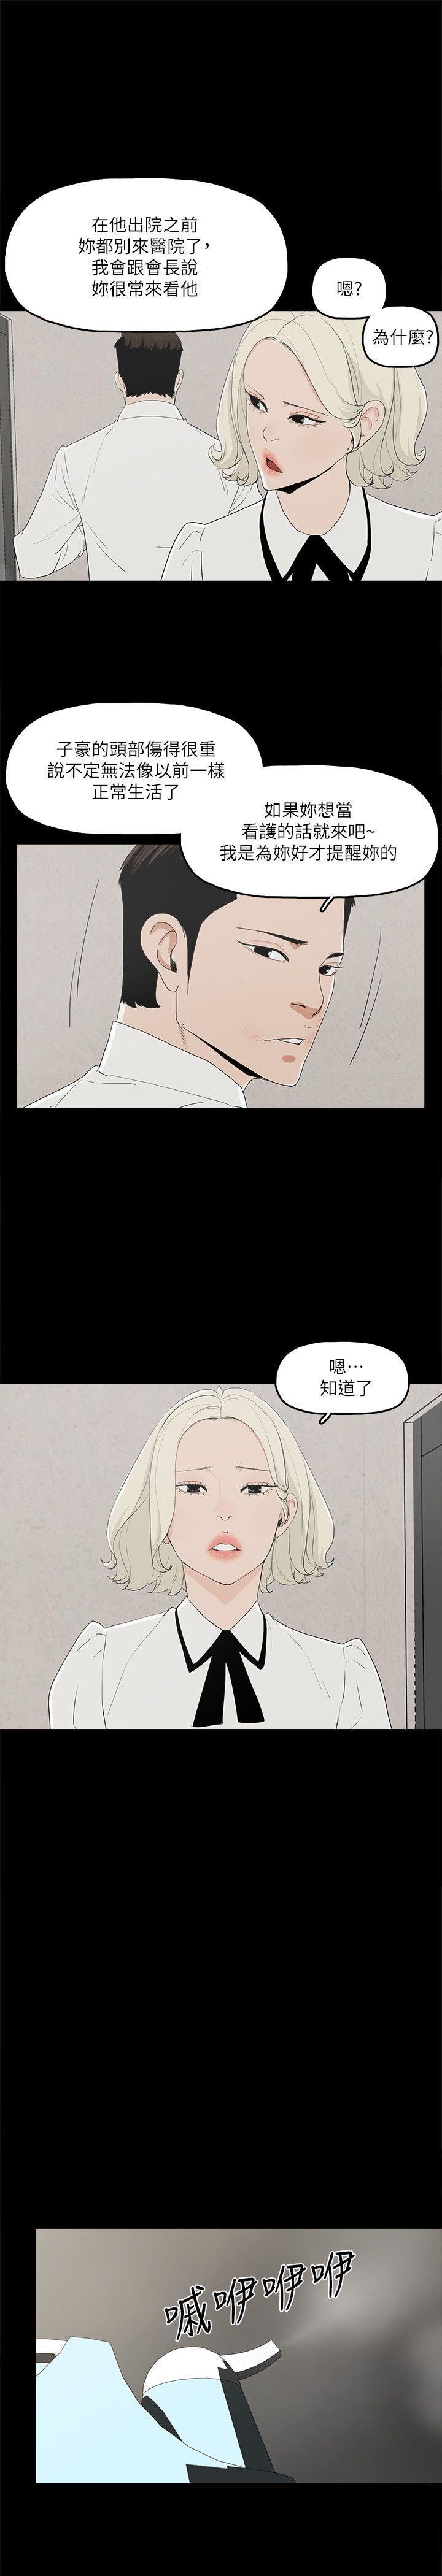 在他出院之前
妳都別來醫院了，
我會跟會長說
妳很常來看他
嗯?
為什麼?
子豪的頭部傷得很重
說不定無法像以前一樣
正常生活了
如果妳想當
看護的話就來吧~
我是為妳好才提醒妳的
嗯⋯
知道了
嘁咿咿咿